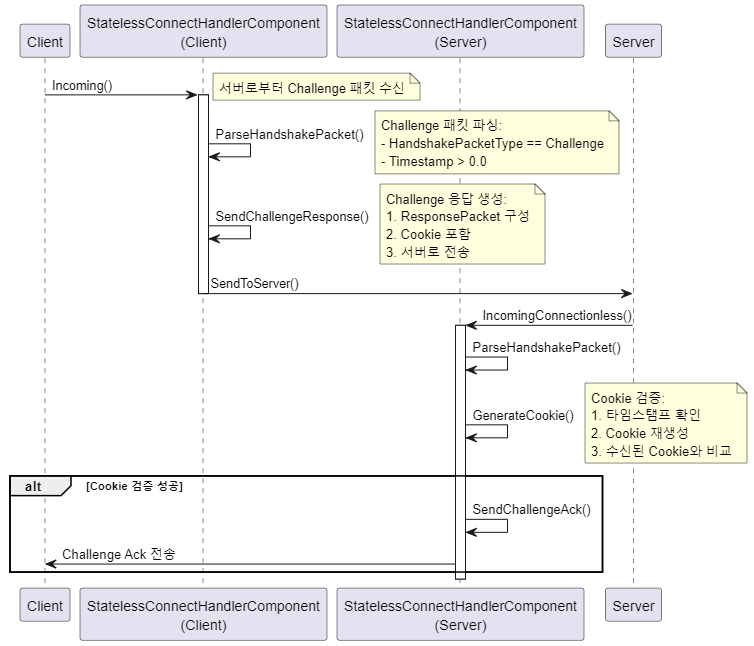 Client
StatelessConnectHandlerComponent
(Client)
StatelessConnectHandlerComponent
(Server)
Server
Incoming()
서버로부터 Challenge 패킷 수신
ParseHandshakePacket()
Challenge 패킷 파싱:
- HandshakePacketType == Challenge
- Timestamp > 0.0
SendChallengeResponse()
Challenge 응답 생성:
1. ResponsePacket 구성
2. Cookie 포함
3. 서버로 전송
SendToServer()
IncomingConnectionless()
ParseHandshakePacket()
GenerateCookie()
Cookie 검증:
1. 타임스탬프 확인
2. Cookie 재생성
3. 수신된 Cookie와 비교
alt
[Cookie 검증 성공]
SendChallengeAck()
Challenge Ack 전송
Client
StatelessConnectHandlerComponent
(Client)
StatelessConnectHandlerComponent
(Server)
Server